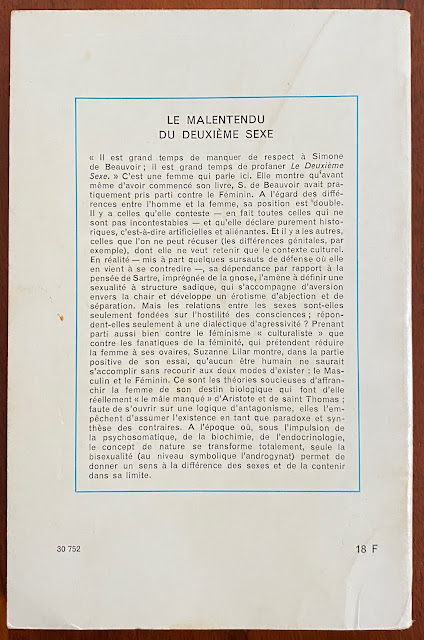 LE MALENTENDU
DU DEUXIÈME SEXE
« Il est grand temps de manquer de respect à Simone
de Beauvoir ; il est grand temps de profaner Le Deuxième
Sexe. » C'est une femme qui parle ici. Elle montre qu'avant
même d'avoir commencé son livre, S. de Beauvoir avait pra-
tiquement pris parti contre le Féminin. A l'égard des diffé-
rences entre l'homme et la femme, sa position est double.
Il y a celles qu'elle conteste — en fait toutes celles qui ne
sont pas incontestables — et qu'elle déclare purement histo-
riques, c'est-à-dire artificielles et aliénantes. Et il y a les autres,
celles que l'on ne peut récuser (les différences génitales, par
exemple), dont elle ne veut retenir que le contexte culturel.
En réalité — mis à part quelques sursauts de défense où elle
en vient à se contredire —, sa dépendance par rapport à la
pensée de Sartre, imprégnée de la gnose, l'amène à définir une
sexualité à structure sadique, qui s'accompagne d'aversion
envers la chair et développe un érotisme d'abjection et de
séparation. Mais les relations entre les sexes sont-elles
seulement fondées sur l'hostilité des consciences ; répon-
dent-elles seulement à une dialectique d'agressivité ? Prenant
parti aussi bien contre le féminisme « culturaliste » que
contre les fanatiques de la féminité, qui prétendent réduire
la femme à ses ovaires, Suzanne Lilar montre, dans la partie
positive de son essai, qu'aucun être humain ne saurait
s'accomplir sans recourir aux deux modes d'exister : le Mas-
culin et le Féminin. Ce sont les théories soucieuses d'affran-
chir la femme de son destin biologique qui font d'elle
réellement « le mâle manqué » d'Aristote et de saint Thomas ;
faute de s'ouvrir sur une logique d'antagonisme, elles l'em-
pêchent d'assumer l'existence en tant que paradoxe et syn-
thèse des contraires. A l'époque où, sous l'impulsion de
la psychosomatique, de la biochimie, de l'endocrinologie,
le concept de nature se transforme totalement, seule la
bisexualité (au niveau symbolique l'androgynat) permet de
donner un sens à la différence des sexes et de la contenir
dans sa limite.
30 752
18 F